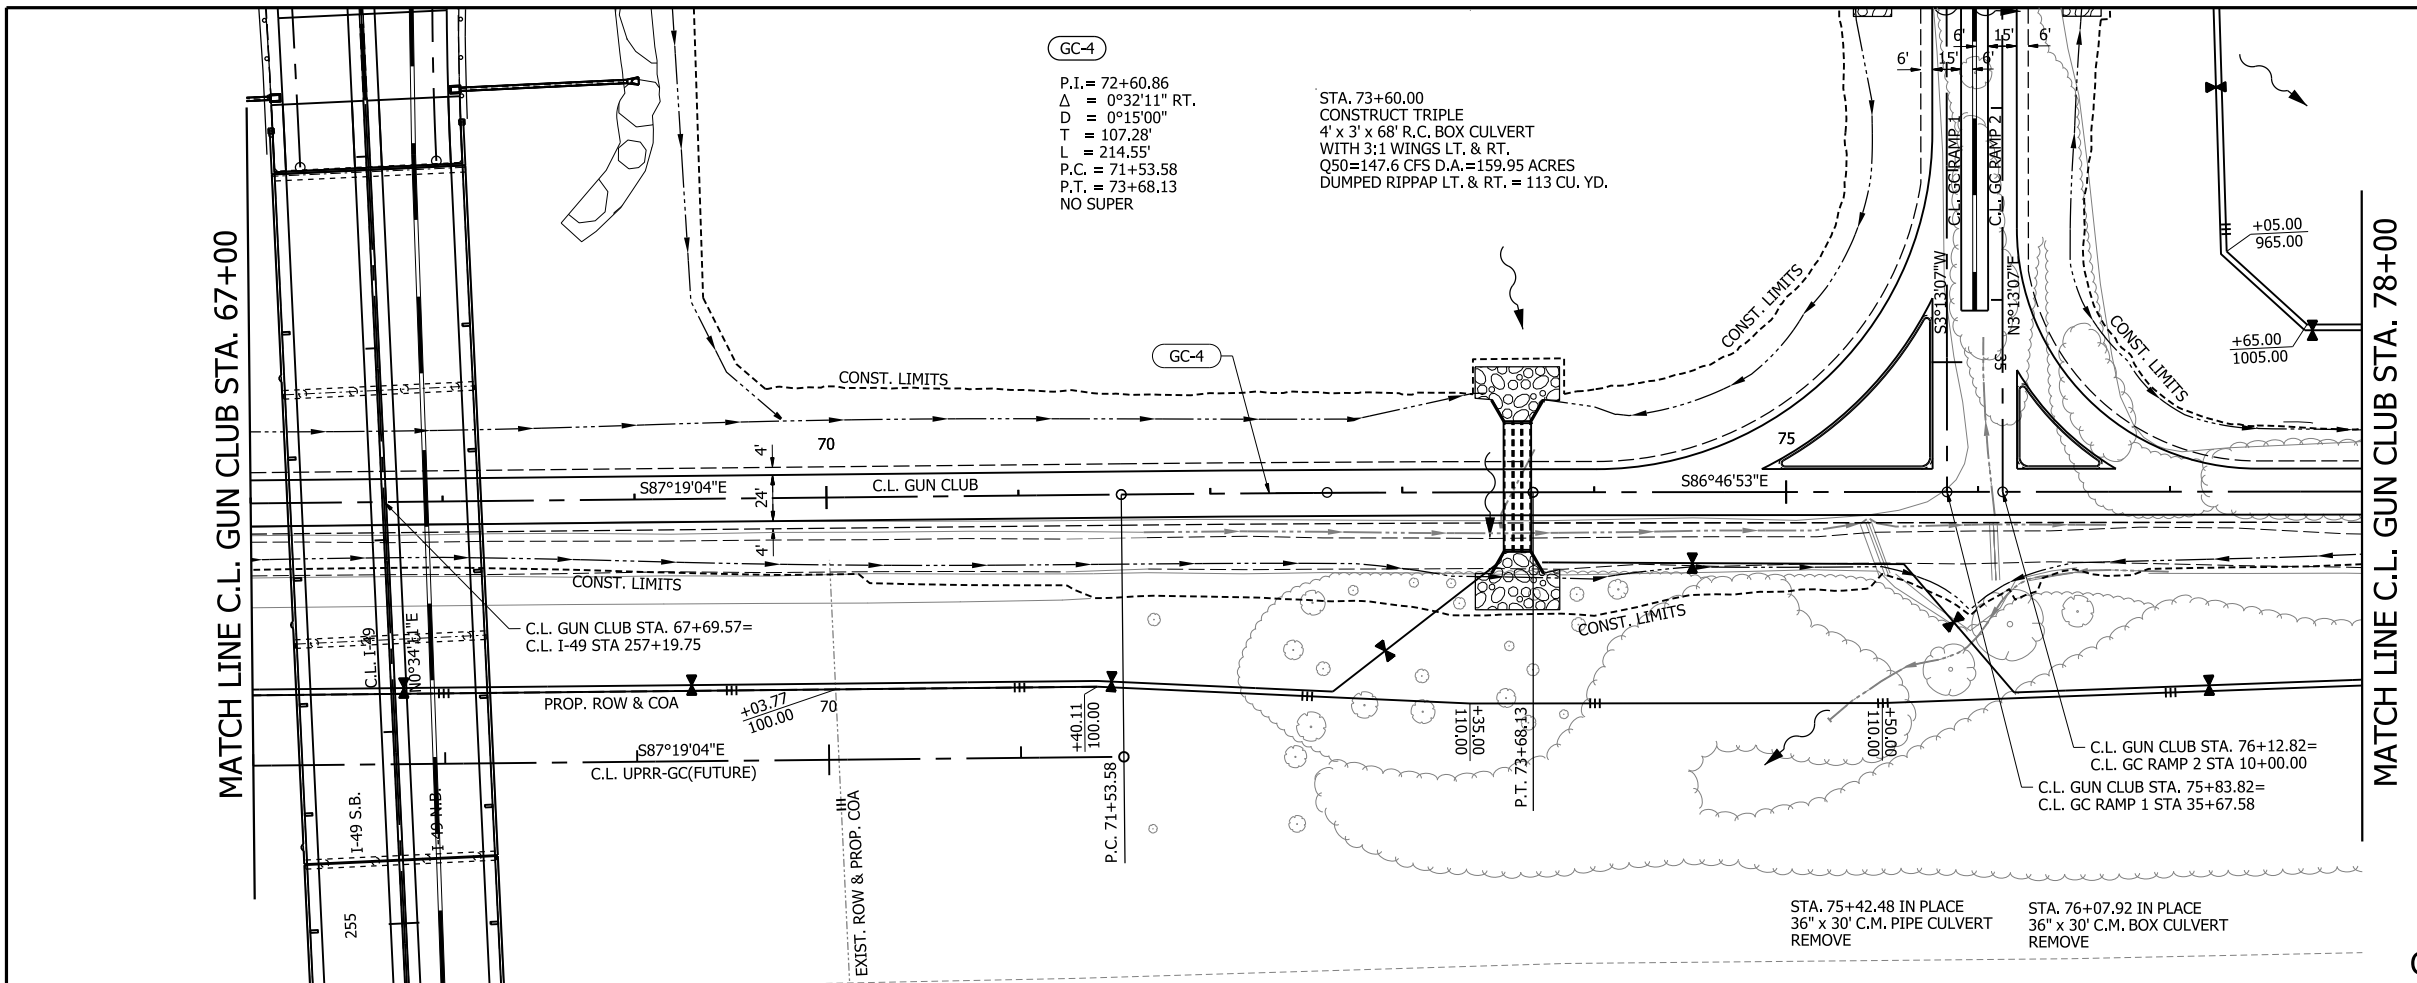 GC-4
P.I. = 72+60.86
Δ = 0°32'11" RT.
D = 0°15'00"
T = 107.28'
L = 214.55'
P.C. = 71+53.58
P.T. = 73+68.13
NO SUPER
STA. 73+60.00
CONSTRUCT TRIPLE
4' x 3' x 68' R.C. BOX CULVERT
WITH 3:1 WINGS LT. & RT.
Q50=147.6 CFS D.A.=159.95 ACRES
DUMPED RIPPAP LT. & RT. = 113 CU. YD.
6' 15' 6'
6' 15' 6'
C.L. GC RAMP 1
C.L. GC RAMP 2
S3°13'07"W
N3°13'07"E
+05.00
965.00
+65.00
1005.00
MATCH LINE C.L. GUN CLUB STA. 67+00
MATCH LINE C.L. GUN CLUB STA. 78+00
CONST. LIMITS
CONST. LIMITS
CONST. LIMITS
GC-4
70
75
4'
24'
4'
S87°19'04"E
C.L. GUN CLUB
S86°46'53"E
CONST. LIMITS
CONST. LIMITS
C.L. GUN CLUB STA. 67+69.57=
C.L. I-49 STA 257+19.75
C.L. I-49
PROP. ROW & COA
+03.77
100.00
70
+40.11
100.00
+35.00
110.00
+50.00
110.00
P.C. 71+53.58
P.T. 73+68.13
S87°19'04"E
C.L. UPRR-GC(FUTURE)
I-49 S.B.
I-49 N.B.
255
EXIST. ROW & PROP. COA
C.L. GUN CLUB STA. 76+12.82=
C.L. GC RAMP 2 STA 10+00.00
C.L. GUN CLUB STA. 75+83.82=
C.L. GC RAMP 1 STA 35+67.58
STA. 75+42.48 IN PLACE
36" x 30' C.M. PIPE CULVERT
REMOVE
STA. 76+07.92 IN PLACE
36" x 30' C.M. BOX CULVERT
REMOVE